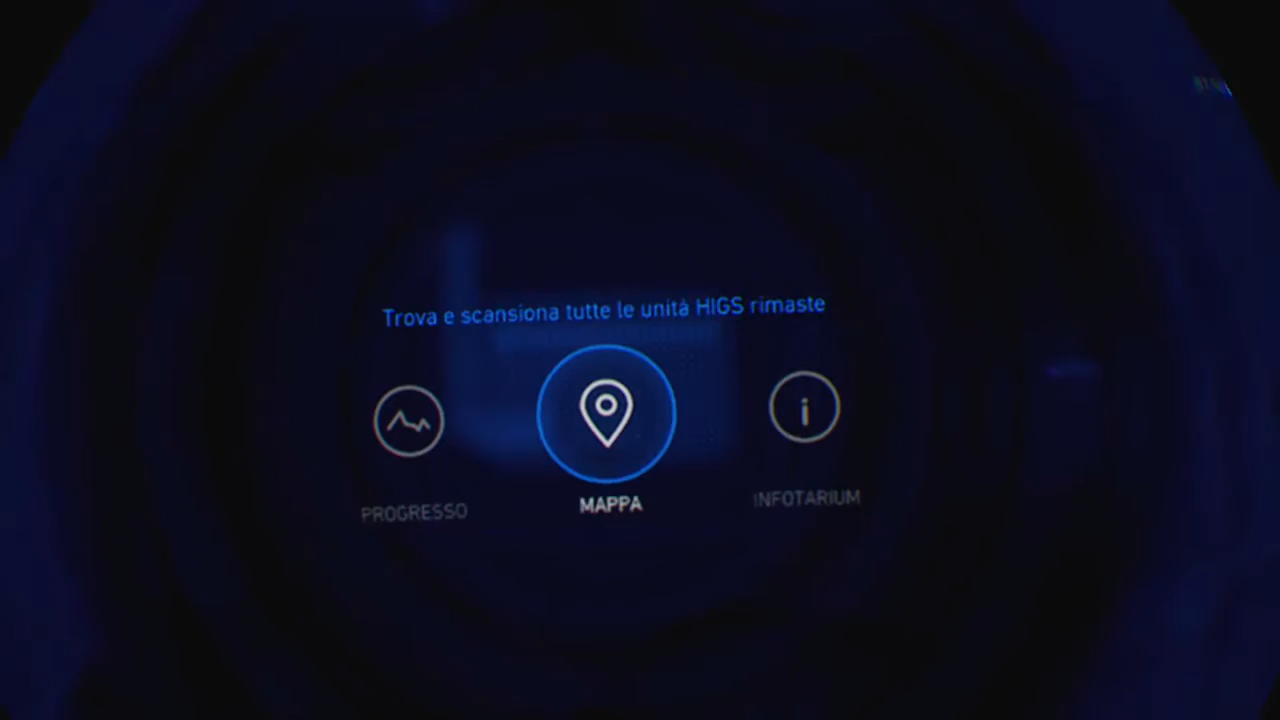 Trova e scansiona tutte le unità HIGS rimaste
PROGRESSO
MAPPA
INFOTARIUM